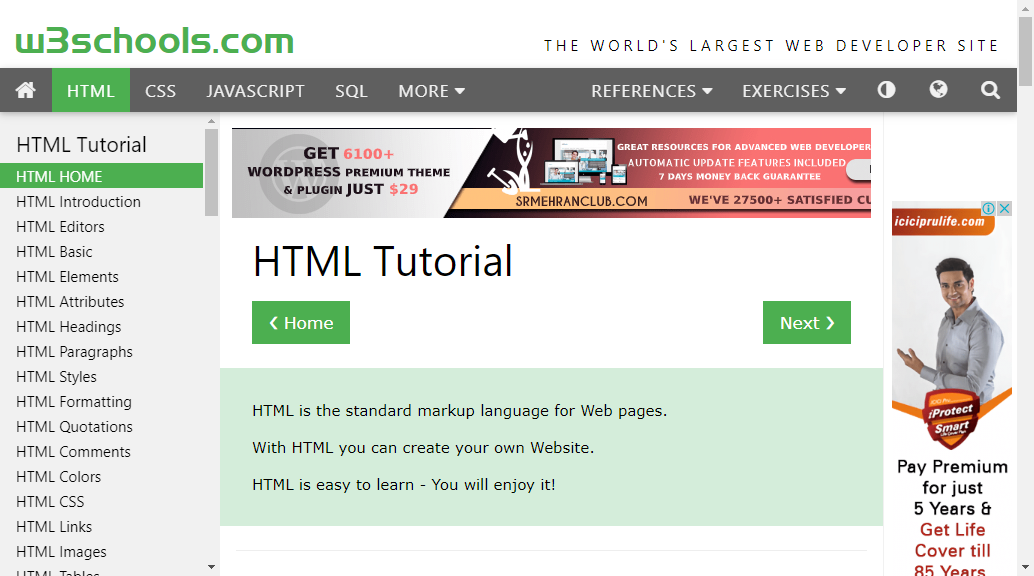 w3schools.com
THE WORLD'S LARGEST WEB DEVELOPER SITE
HTML CSS JAVASCRIPT SQL MORE REFERENCES EXERCISES
HTML Tutorial
HTML HOME
HTML Introduction
HTML Editors
HTML Basic
HTML Elements
HTML Attributes
HTML Headings
HTML Paragraphs
HTML Styles
HTML Formatting
HTML Quotations
HTML Comments
HTML Colors
HTML CSS
HTML Links
HTML Images
HTML Tables
GET 6100+
WORDPRESS PREMIUM THEME
& PLUGIN JUST $29
GREAT RESOURCES FOR ADVANCED WEB DEVELOPER
AUTOMATIC UPDATE FEATURES INCLUDED
7 DAYS MONEY BACK GUARANTEE
SRMEHRANCLUB.COM WE'VE 27500+ SATISFIED
HTML Tutorial
❮ Home Next ❯
HTML is the standard markup language for Web pages.
With HTML you can create your own Website.
HTML is easy to learn - You will enjoy it!
iciciprulife.com
iProtect
Smart
Pay Premium
for just
5 Years &
Get Life
Cover till
85 Years